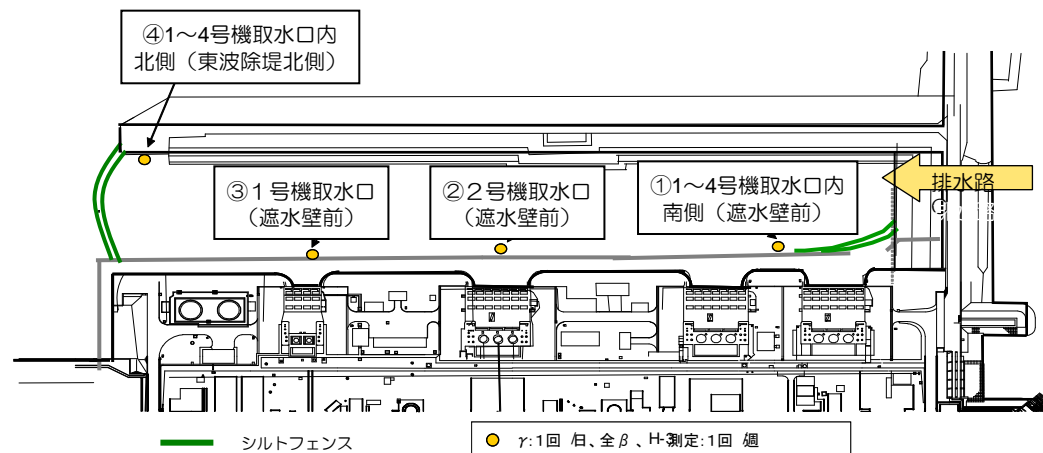 ④1～4号機取水口内
北側（東波除堤北側）
③１号機取水口
（遮水壁前）
②２号機取水口
（遮水壁前）
①1～4号機取水口内
南側（遮水壁前）
排水路
シルトフェンス
γ:1回 /日、全β、H-3測定:1回 /週